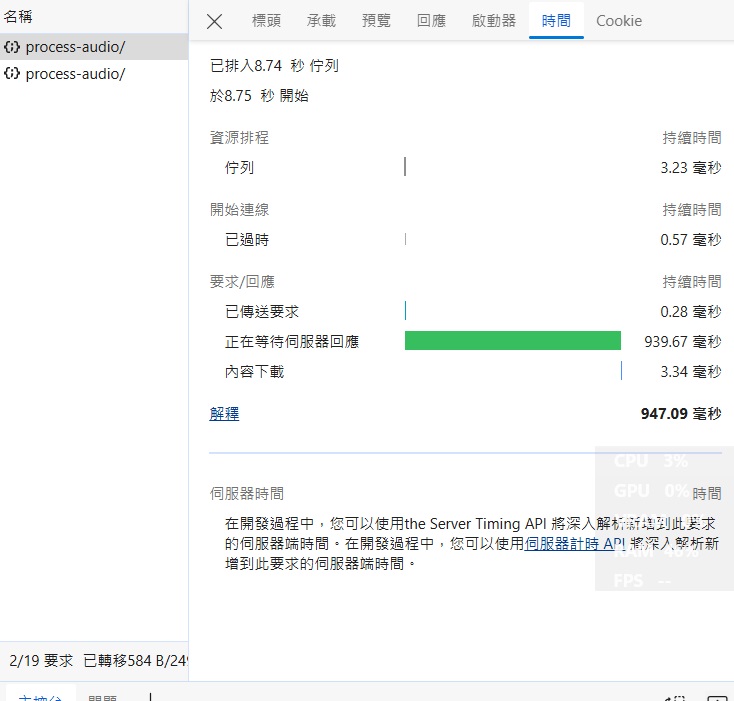 名稱
標頭 承載 預覽 回應 啟動器 時間 Cookie
process-audio/
process-audio/
已排入8.74 秒 佇列
於8.75 秒 開始
資源排程 持續時間
佇列 3.23 毫秒
開始連線 持續時間
已過時 0.57 毫秒
要求/回應 持續時間
已傳送要求 0.28 毫秒
正在等待伺服器回應 939.67 毫秒
內容下載 3.34 毫秒
解釋 947.09 毫秒
CPU 3%
GPU 0%
伺服器時間 時間
在開發過程中，您可以使用the Server Timing API 將深入解析新增到此要求
的伺服器端時間。在開發過程中，您可以使用伺服器計時 API 將深入解析新
增到此要求的伺服器端時間。
RAM 46%
FPS --
2/19 要求 已轉移584 B/249
主控台 問題